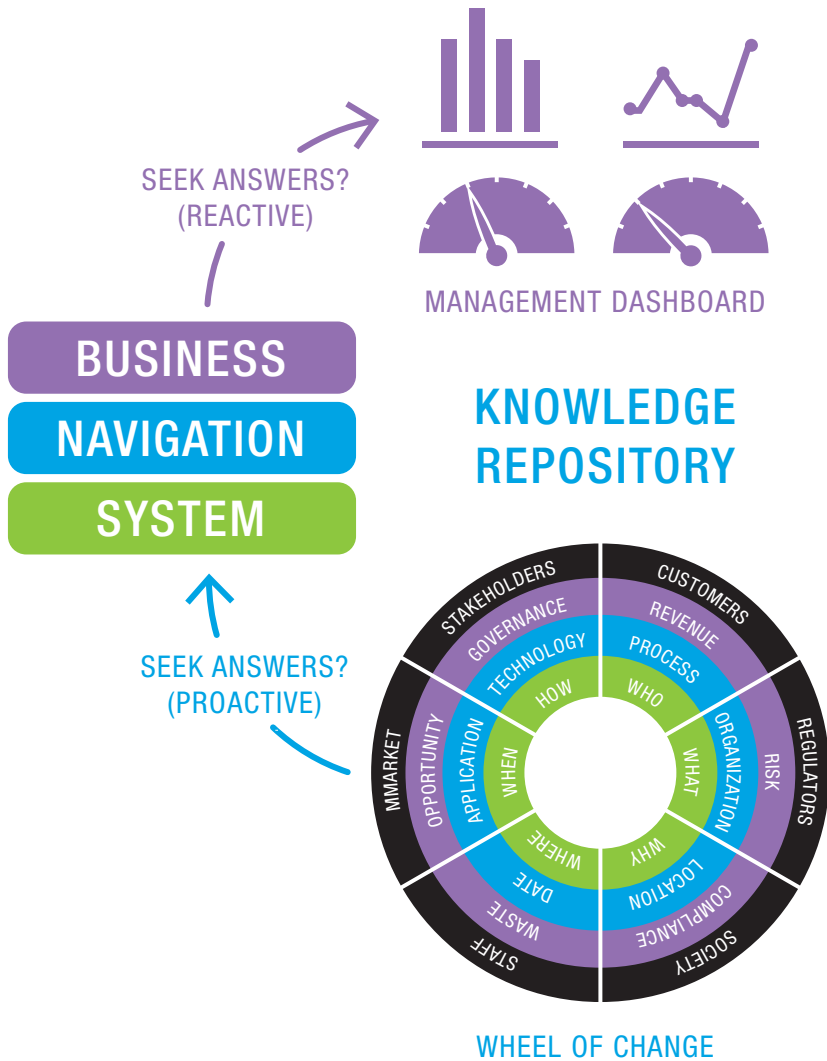 SEEK ANSWERS?
(REACTIVE)
MANAGEMENT DASHBOARD
BUSINESS
NAVIGATION
SYSTEM
KNOWLEDGE
REPOSITORY
SEEK ANSWERS?
(PROACTIVE)
STAKEHOLDERS
GOVERNANCE
TECHNOLOGY
HOW
CUSTOMERS
REVENUE
PROCESS
WHO
REGULATORS
RISK
ORGANIZATION
WHAT
SOCIETY
COMPLIANCE
LOCATION
WHY
STAFF
WASTE
DATE
WHERE
MMARKET
OPPORTUNITY
APPLICATION
WHEN
WHEEL OF CHANGE